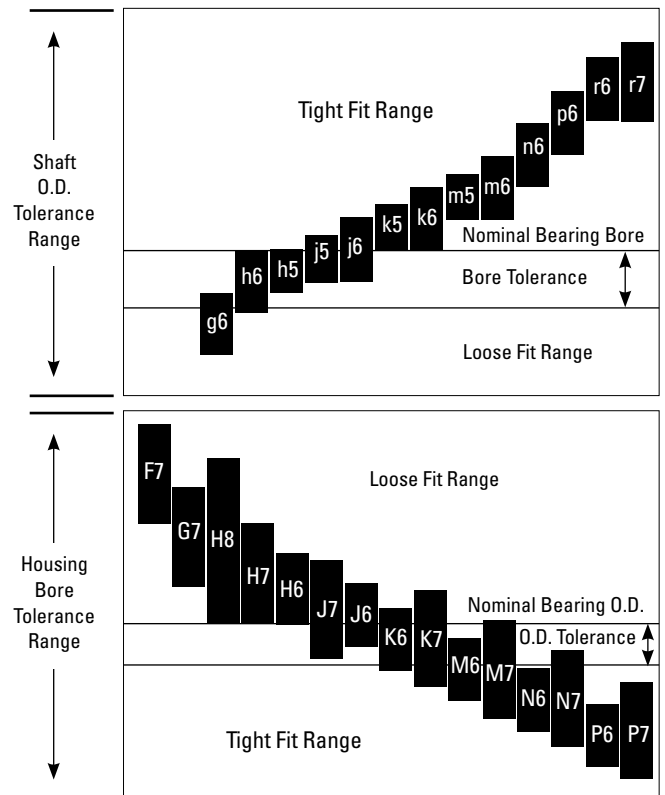 Shaft
O.D.
Tolerance
Range
Tight Fit Range
g6
h6
h5
j5
j6
k5
k6
m5
m6
n6
p6
r6
r7
Nominal Bearing Bore
Bore Tolerance
Loose Fit Range
Housing
Bore
Tolerance
Range
Loose Fit Range
F7
G7
H8
H7
H6
J7
J6
K6
K7
M6
M7
N6
N7
P6
P7
Nominal Bearing O.D.
O.D. Tolerance
Tight Fit Range